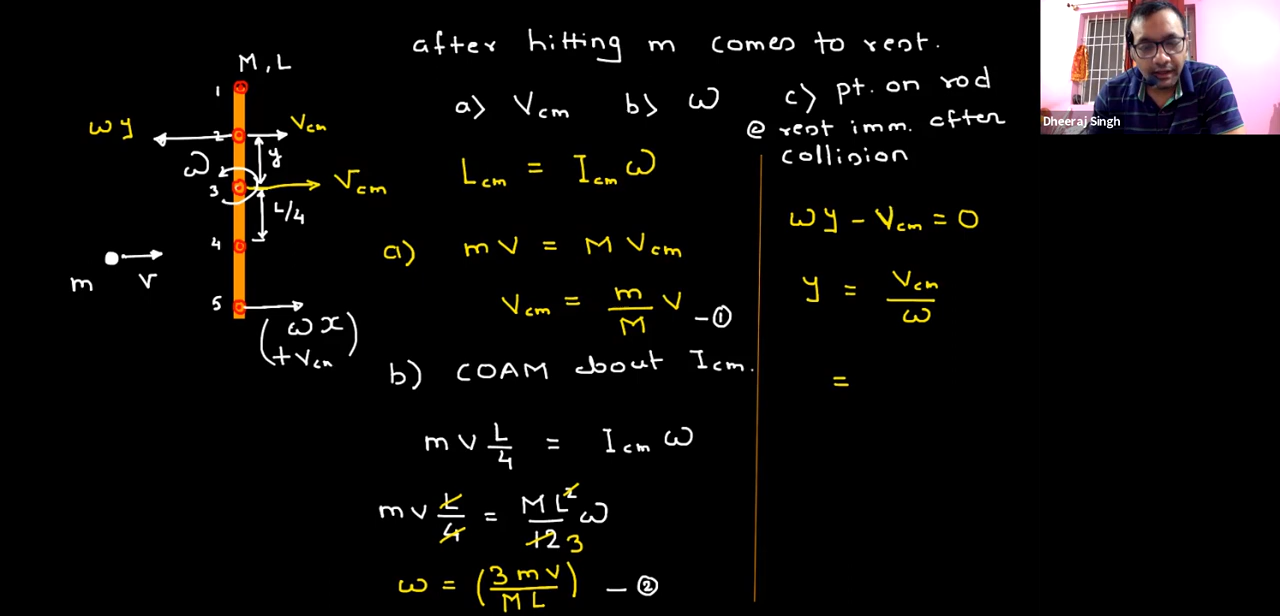 after hitting m comes to rest.
a) Vcm b) ω c) pt. on rod
@ rest imm. after
collision
M, L
1
ωy 2 Vcm
y
ω
3 Vcm
L/4
4
m v
5
(ωx
+Vcm)
Lcm = Icm ω
a) mV = M Vcm
Vcm = m/M V -①
b) COAM about Icm.
mv L/4 = Icm ω
mv L/4 = ML²/12 3 ω
ω = (3mv/ML) - ②
ωy - Vcm = 0
y = Vcm/ω
=
Dheeraj Singh